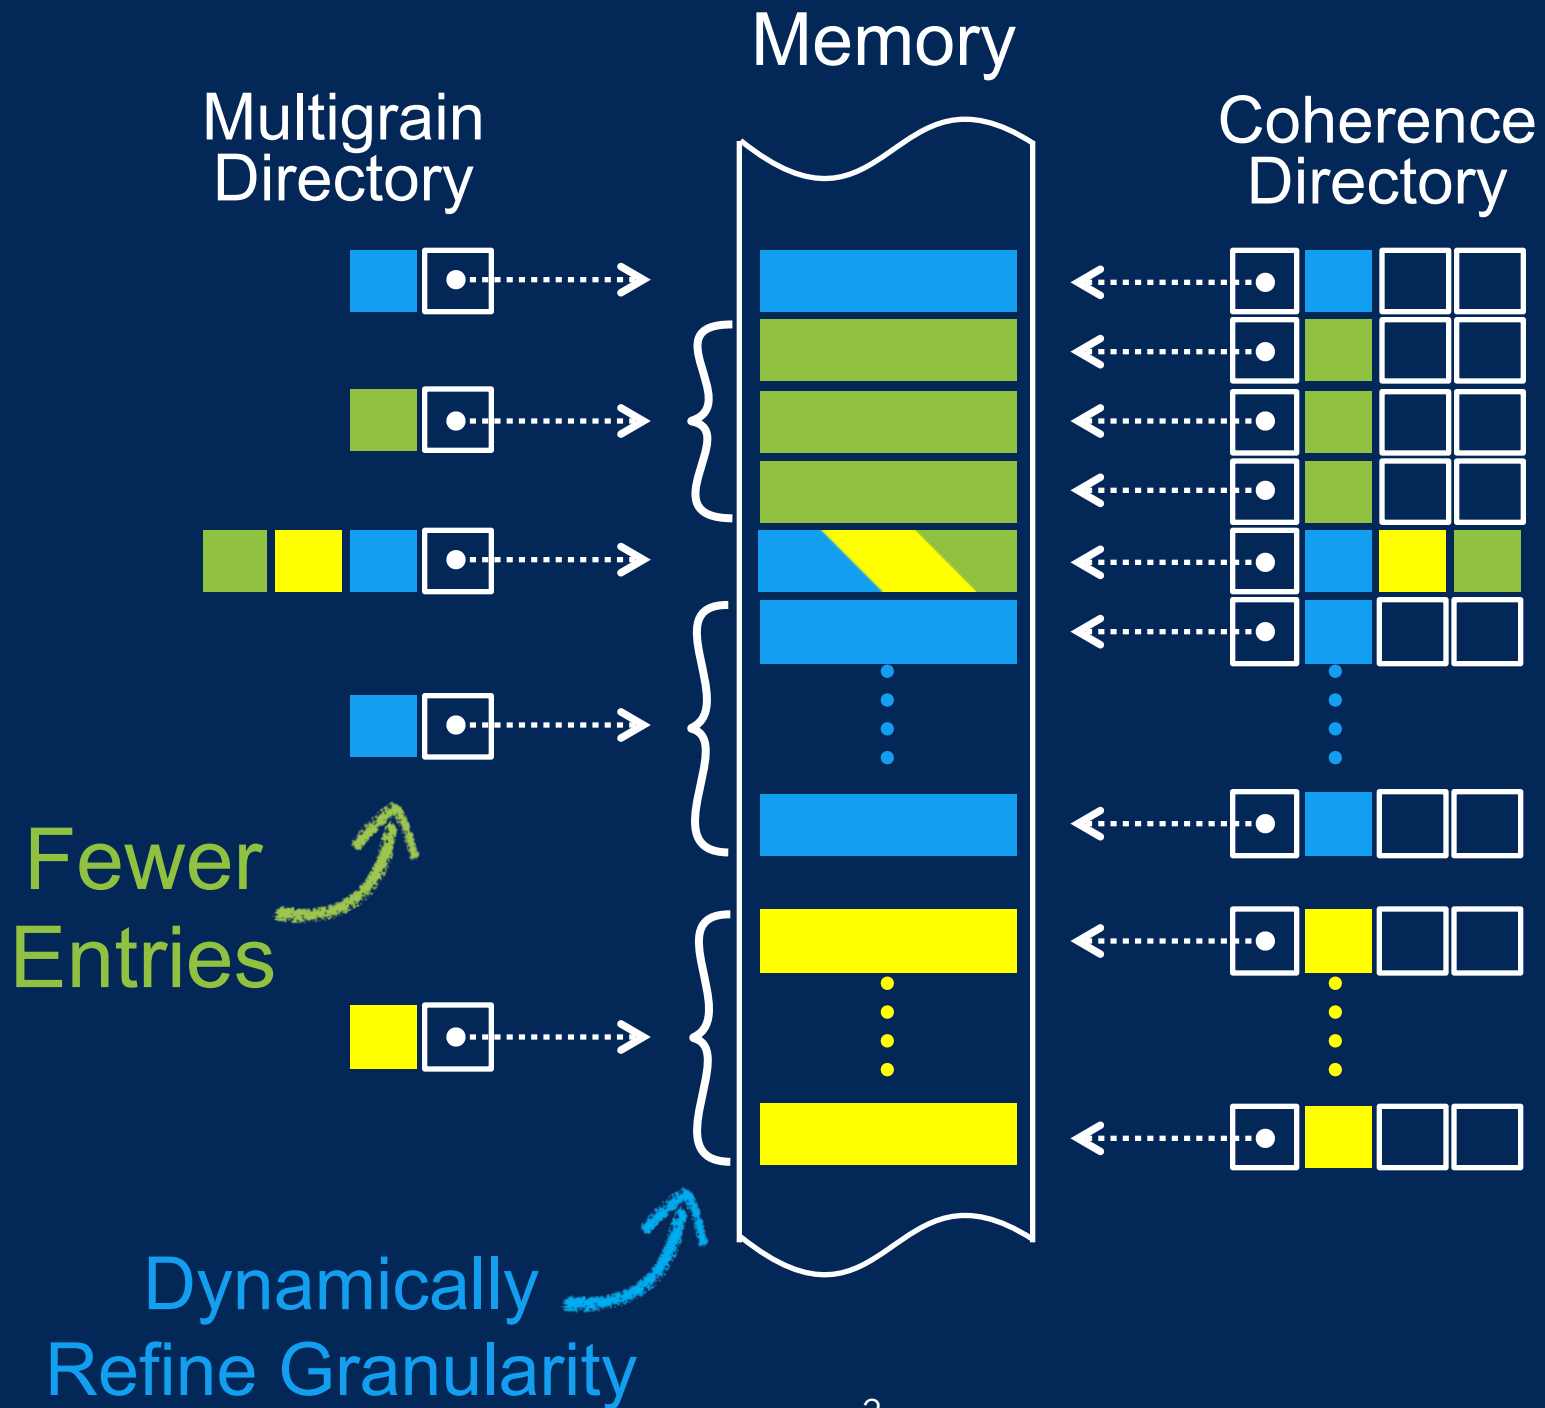 Memory
Multigrain
Directory
Coherence
Directory
Fewer
Entries
Dynamically
Refine Granularity